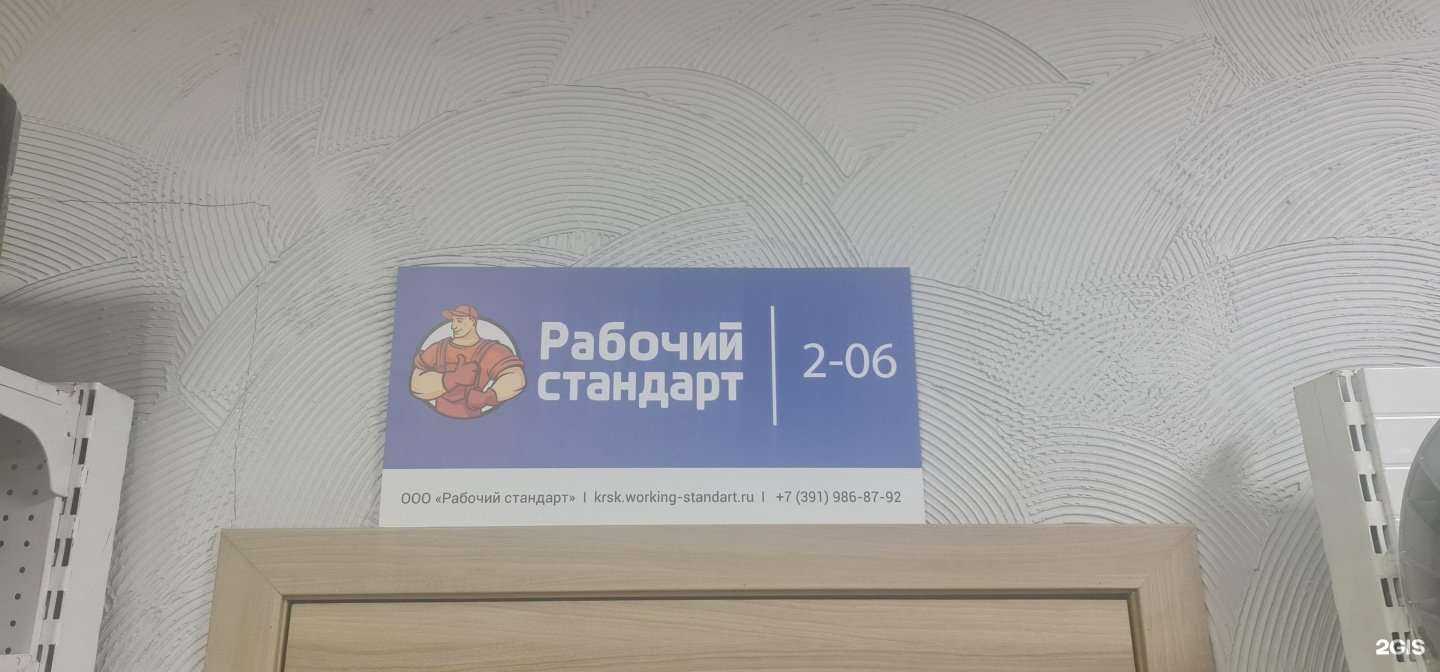 Рабочий
стандарт
2-06
ООО «Рабочий стандарт» | krsk.working-standart.ru | +7 (391) 986-87-92
2GIS